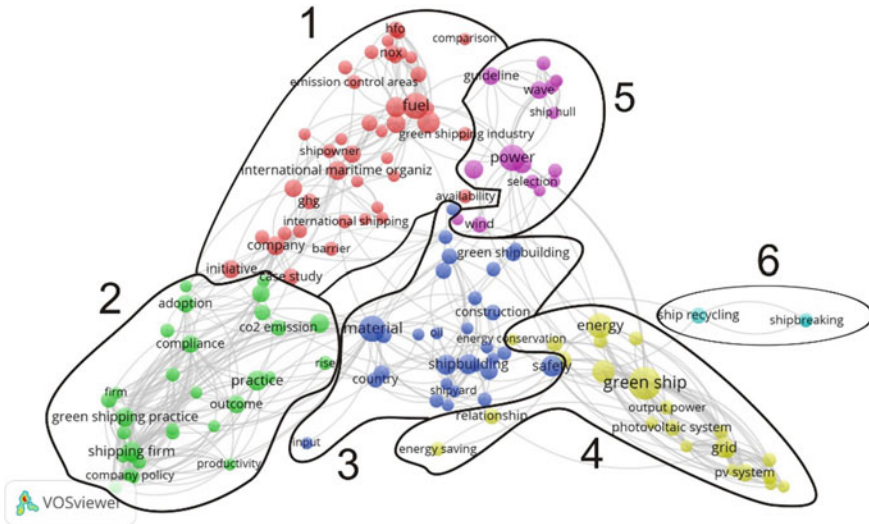 1
hfo
comparison
nox
emission control areas
guideline
wave
5
fuel
ship hull
green shipping industry
shipowner
power
international maritime organiz
selection
ghg
availability
international shipping
wind
company
barrier
green shipbuilding
6
initiative
case study
2
adoption
construction
ship recycling
shipbreaking
co2 emission
material
oil
energy
compliance
energy conservation
rise
shipbuilding
safety
practice
country
green ship
firm
shipyard
outcome
output power
green shipping practice
relationship
photovoltaic system
input
grid
shipping firm
energy saving
4
productivity
3
pv system
company policy
VOSviewer